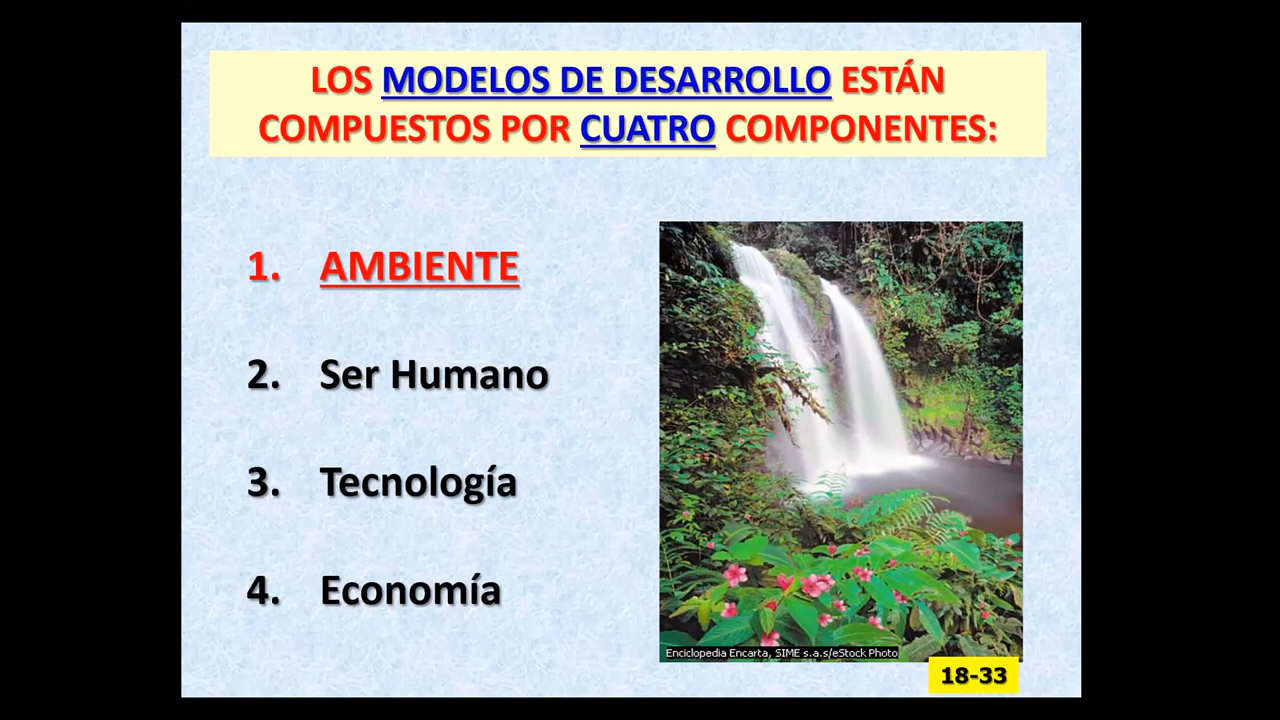 LOS MODELOS DE DESARROLLO ESTÁN
COMPUESTOS POR CUATRO COMPONENTES:
1. AMBIENTE
2. Ser Humano
3. Tecnología
4. Economía
Enciclopedia Encarta, SIME s.a.s/eStock Photo
18-33